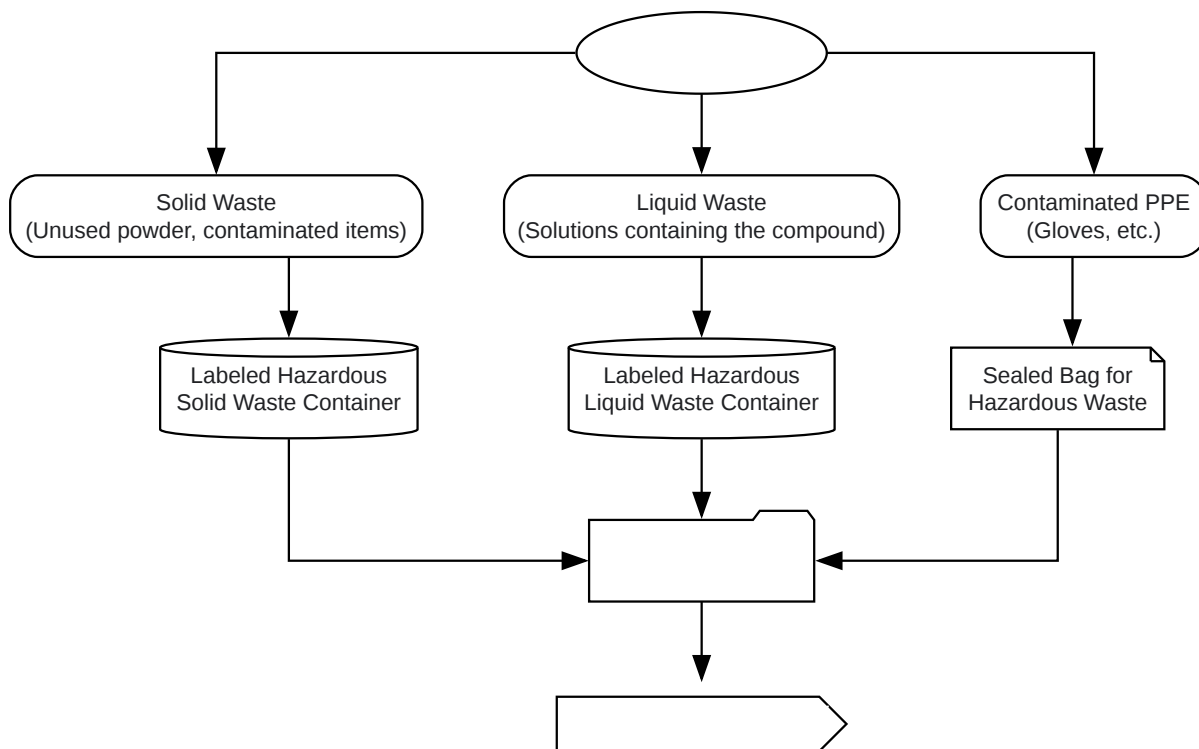 Solid Waste
(Unused powder, contaminated items)
Liquid Waste
(Solutions containing the compound)
Contaminated PPE
(Gloves, etc.)
Labeled Hazardous
Solid Waste Container
Labeled Hazardous
Liquid Waste Container
Sealed Bag for
Hazardous Waste